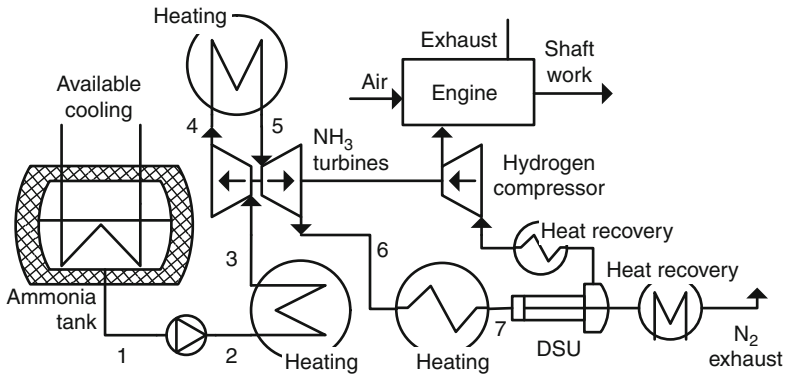 Heating
Exhaust
Shaft
work
Available
cooling
Air
Engine
4
5
NH3
turbines
Hydrogen
compressor
Heat recovery
3
6
Heat recovery
Ammonia
tank
1
2
Heating
Heating
7
DSU
N2
exhaust